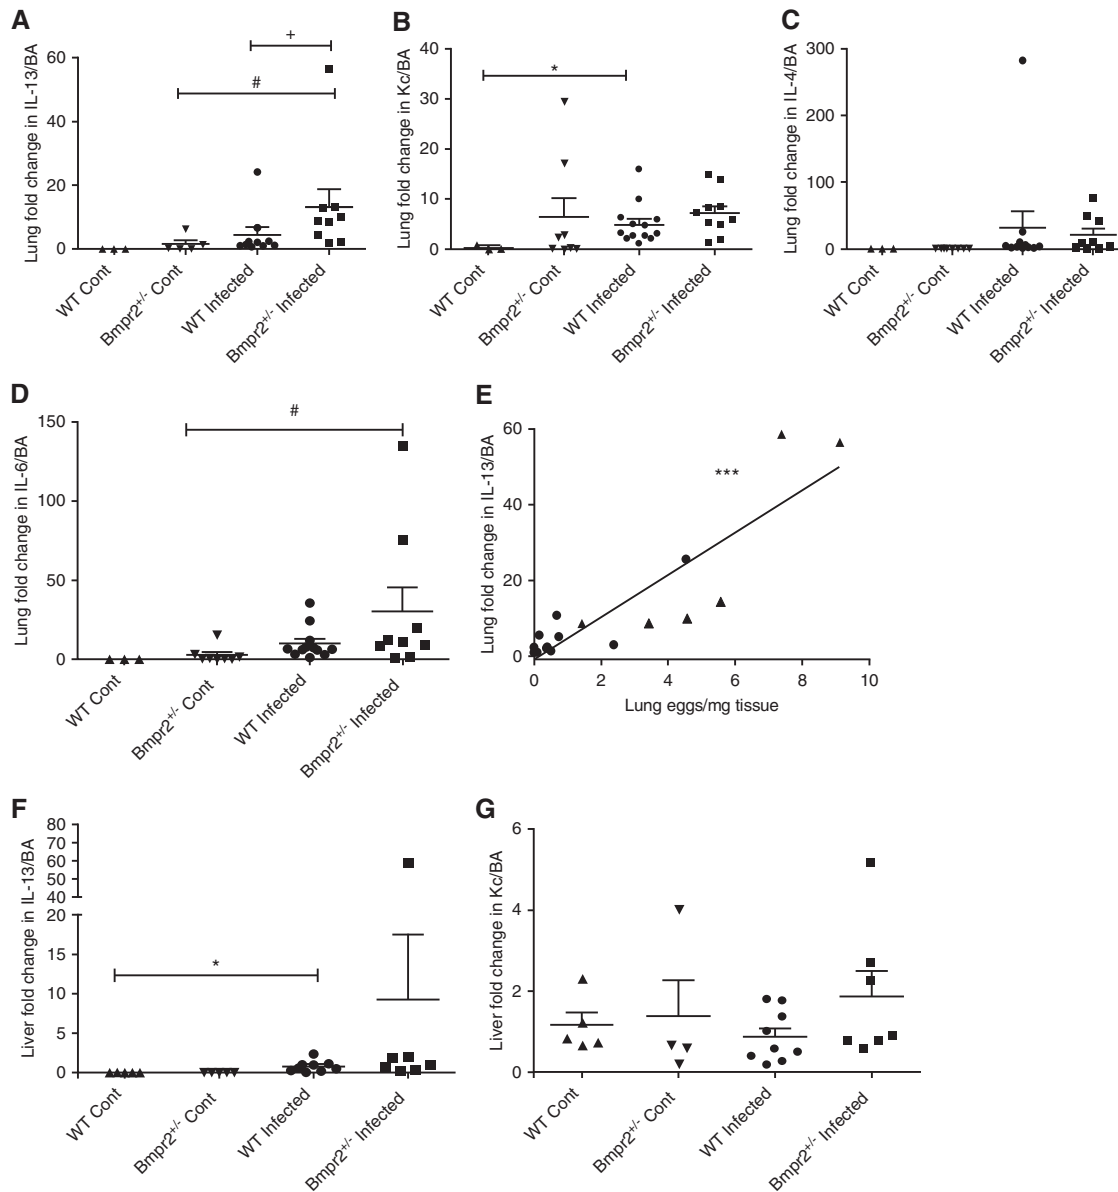 A
Lung fold change in IL-13/BA
60
40
20
0
+
#
WT Cont
Bmpr2+/- Cont
WT Infected
Bmpr2+/- Infected
B
Lung fold change in Kc/BA
40
30
20
10
0
*
WT Cont
Bmpr2+/- Cont
WT Infected
Bmpr2+/- Infected
C
Lung fold change in IL-4/BA
300
200
100
0
WT Cont
Bmpr2+/- Cont
WT Infected
Bmpr2+/- Infected
D
Lung fold change in IL-6/BA
150
100
50
0
#
WT Cont
Bmpr2+/- Cont
WT Infected
Bmpr2+/- Infected
E
Lung fold change in IL-13/BA
60
40
20
0
***
0 2 4 6 8 10
Lung eggs/mg tissue
F
Liver fold change in IL-13/BA
80
70
60
50
40
20
15
10
5
0
*
WT Cont
Bmpr2+/- Cont
WT Infected
Bmpr2+/- Infected
G
Liver fold change in Kc/BA
6
4
2
0
WT Cont
Bmpr2+/- Cont
WT Infected
Bmpr2+/- Infected